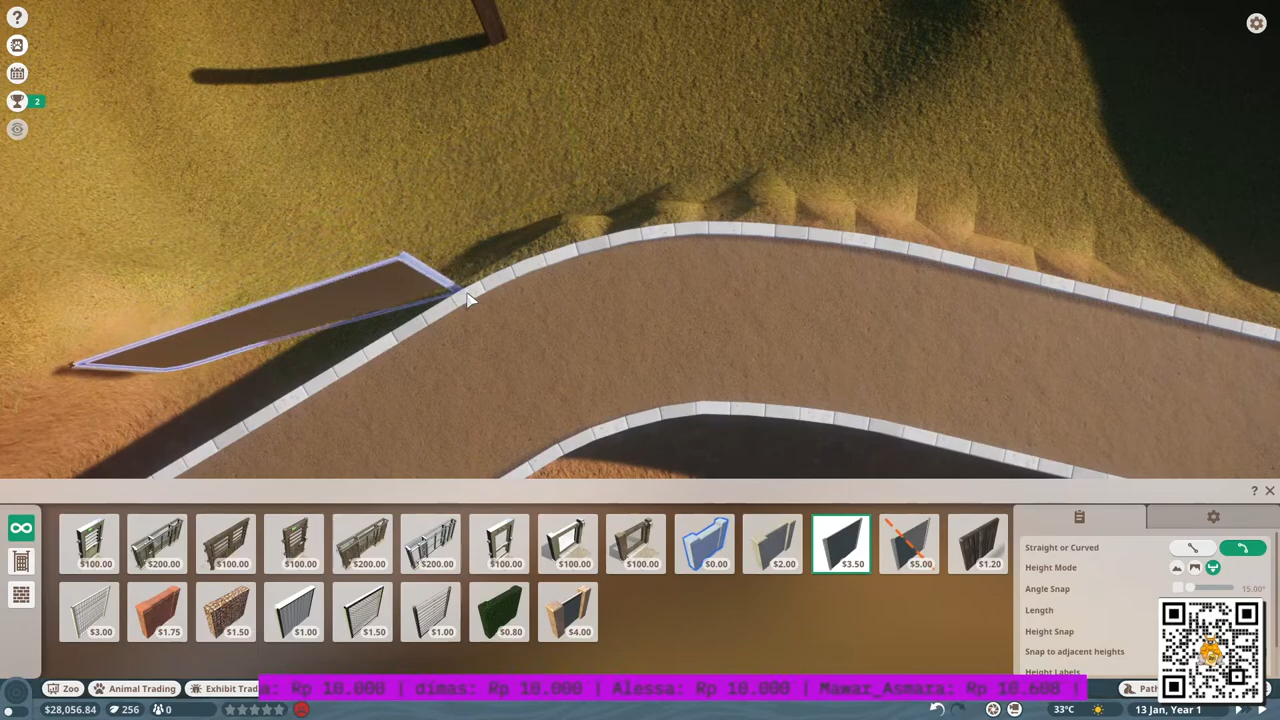 2
? ×
$100.00 $200.00 $100.00 $100.00 $200.00 $200.00 $100.00 $100.00 $100.00 $0.00 $2.00 $3.50 $5.00 $1.20
$3.00 $1.75 $1.50 $1.00 $1.50 $1.00 $0.80 $4.00
Straight or Curved
Height Mode
Angle Snap 15.00°
Length
Height Snap
Snap to adjacent heights
Height Labels
Zoo Animal Trading Exhibit Trad
a: Rp 10.000 | dimas: Rp 10.000 | Alessa: Rp 10.000 | Mawar_Asmara: Rp 10.608 |
Path
$28,056.84 256 0 33°C 13 Jan, Year 1